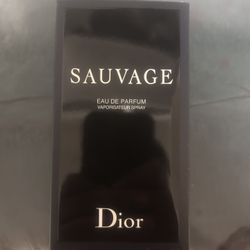 SAUVAGE
EAU DE PARFUM
VAPORISATEUR SPRAY
Dior